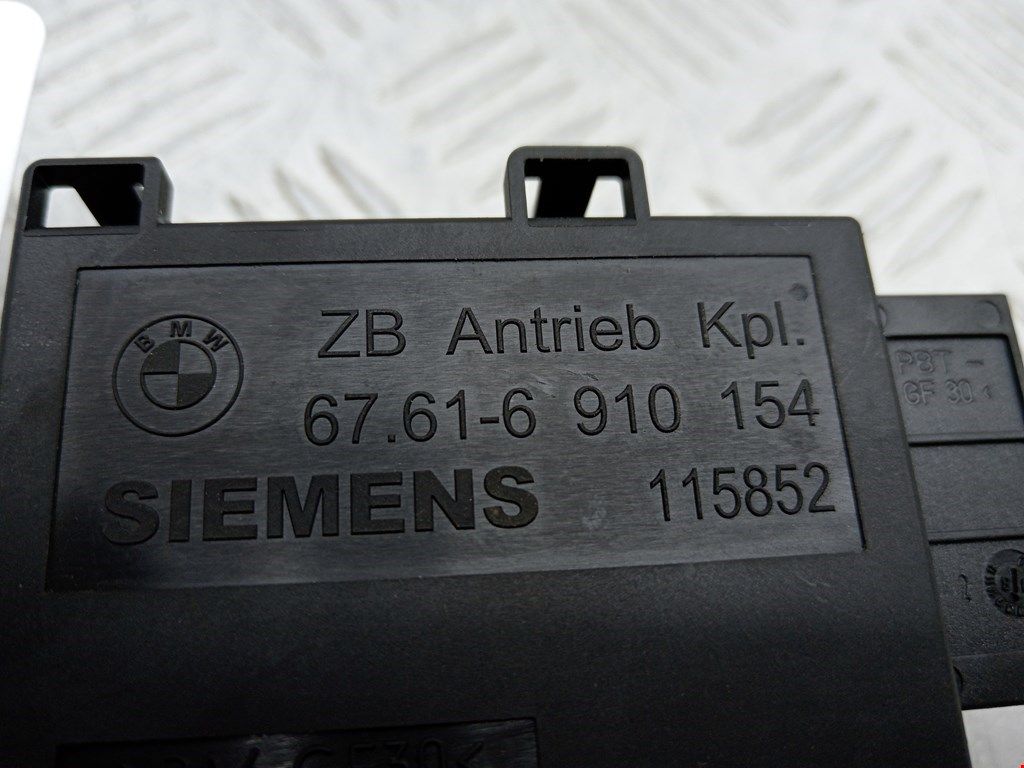 BMW
ZB Antrieb Kpl.
67.61-6 910 154
SIEMENS 115852
PBT -
GF 30<